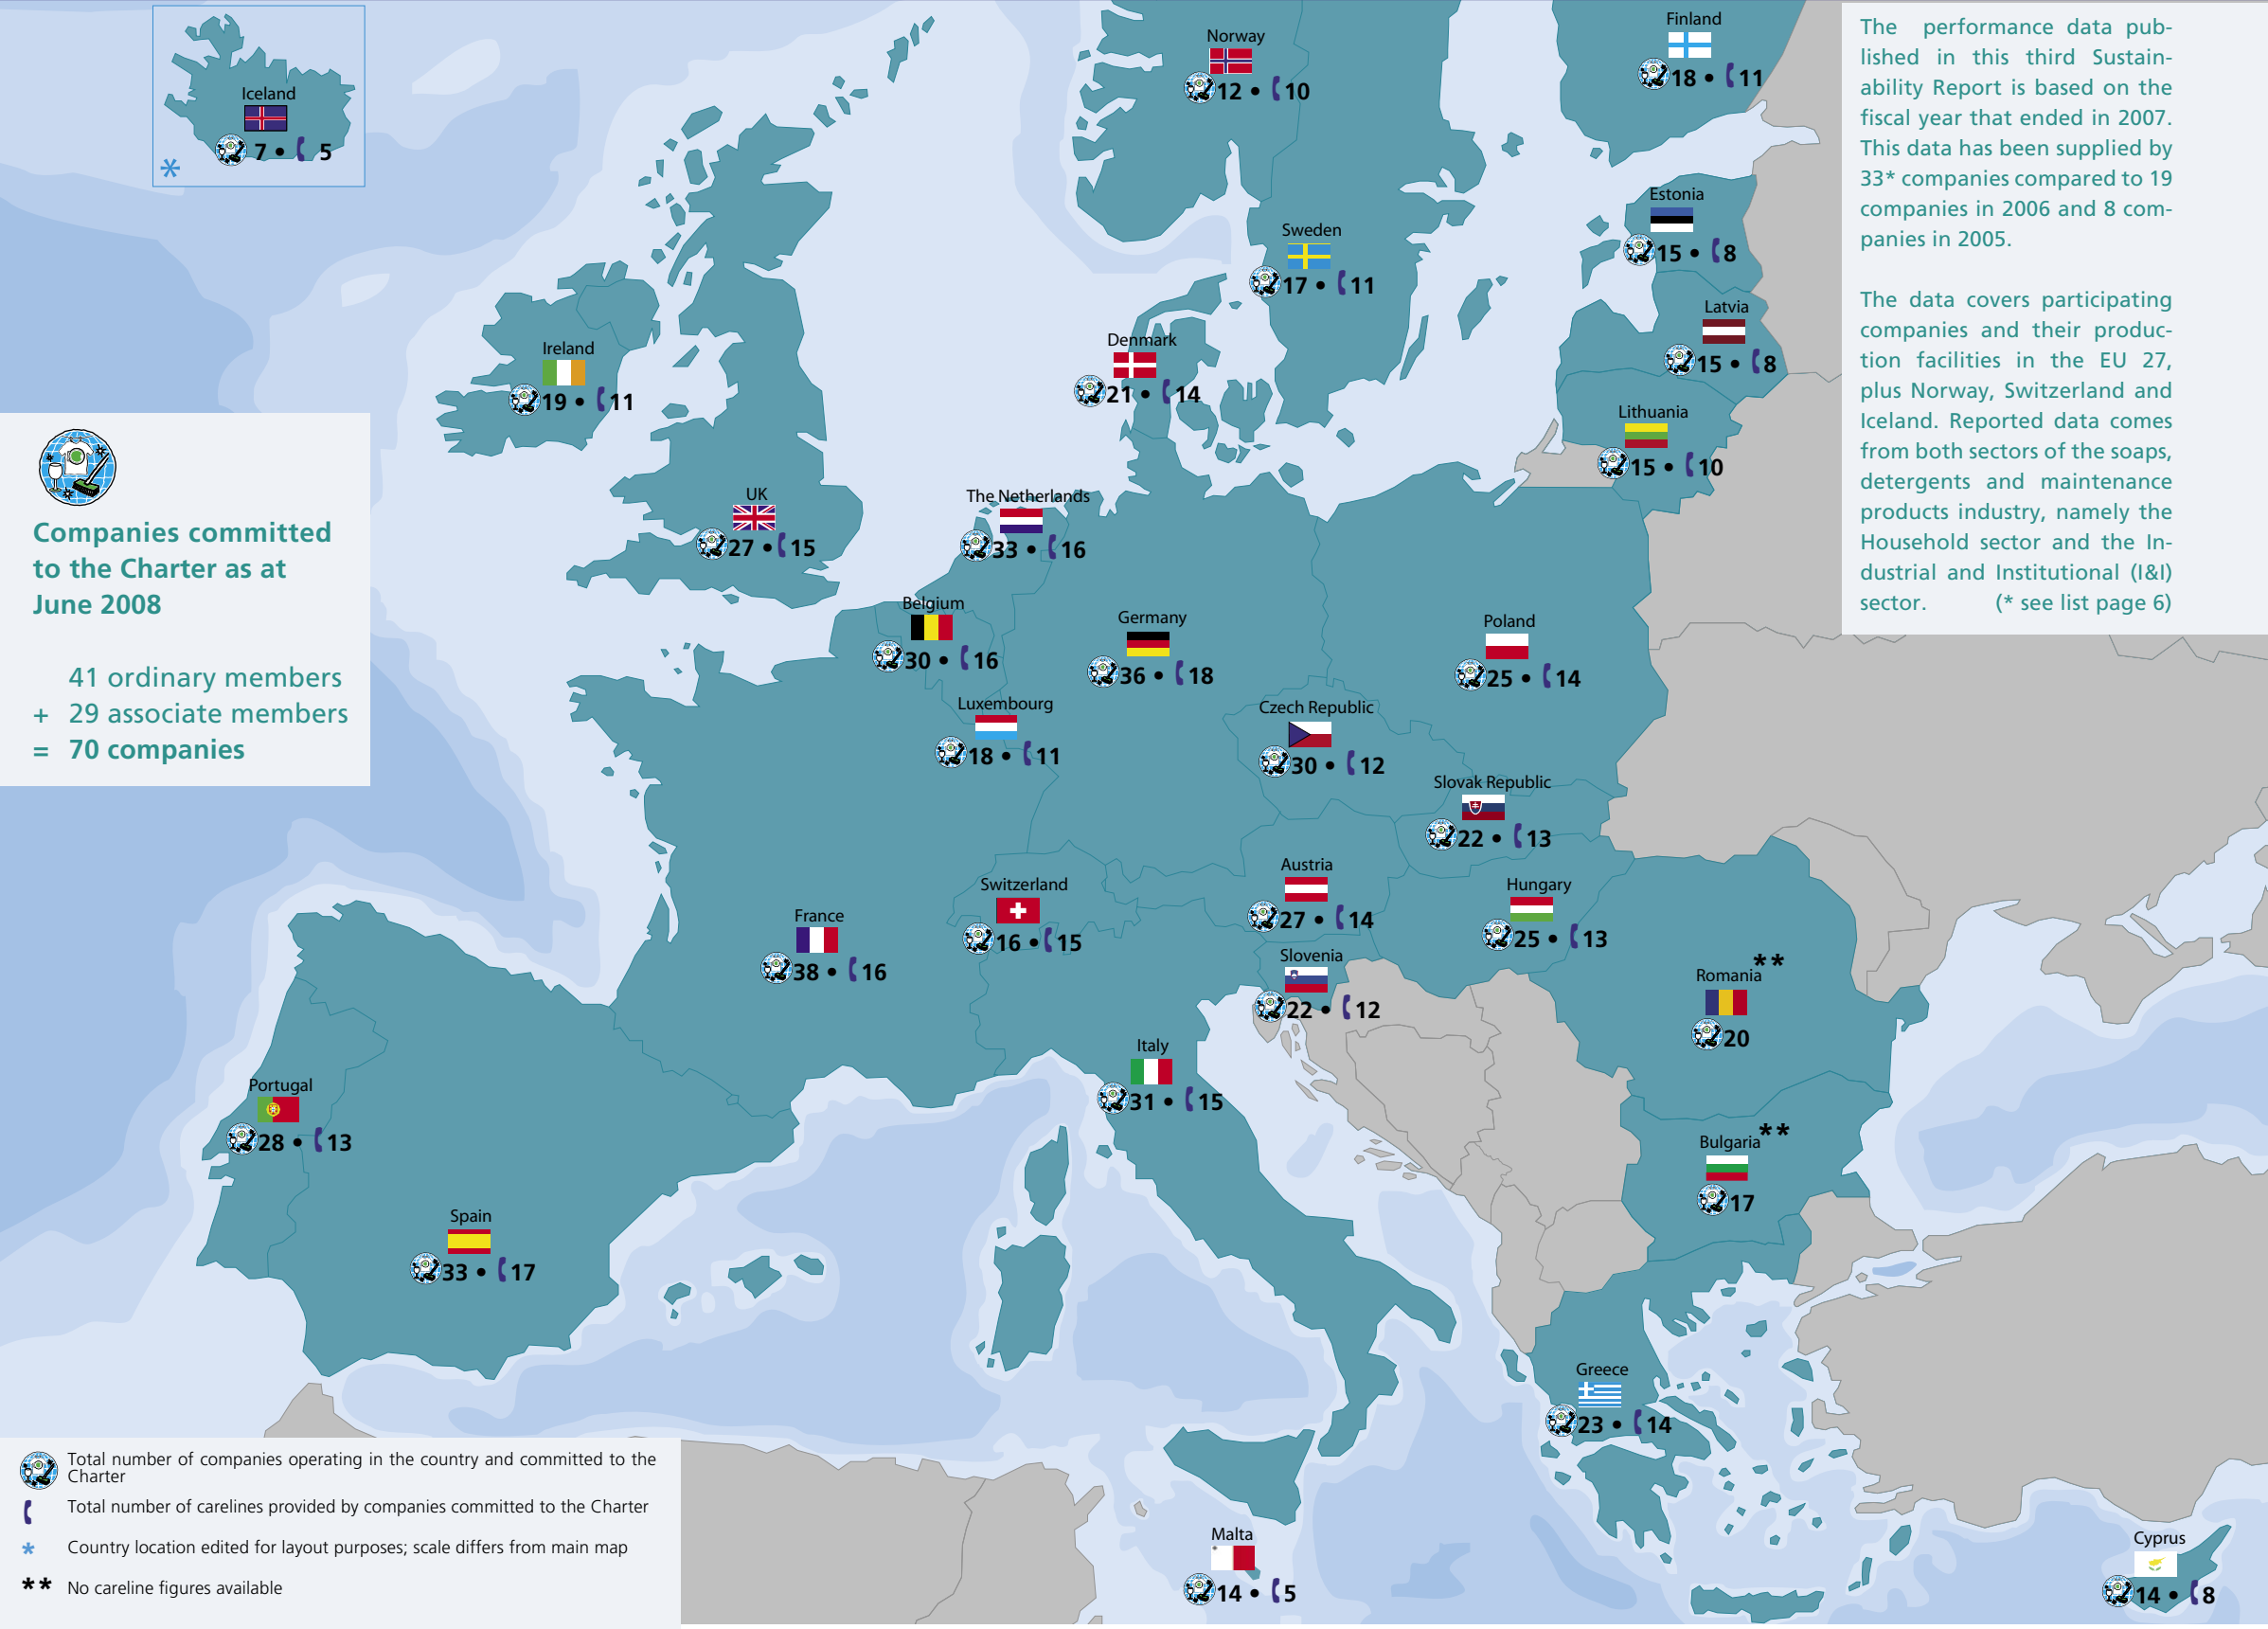 Iceland
7 • 5
*
Norway
12 • 10
Finland
18 • 11
Sweden
17 • 11
Estonia
15 • 8
Latvia
15 • 8
Lithuania
15 • 10
Ireland
19 • 11
Denmark
21 • 14
UK
27 • 15
The Netherlands
33 • 16
Belgium
30 • 16
Germany
36 • 18
Poland
25 • 14
Luxembourg
18 • 11
Czech Republic
30 • 12
Slovak Republic
22 • 13
Austria
27 • 14
Switzerland
16 • 15
Hungary
25 • 13
France
38 • 16
Slovenia
22 • 12
Romania**
20
Italy
31 • 15
Portugal
28 • 13
Bulgaria**
17
Spain
33 • 17
Greece
23 • 14
Malta
14 • 5
Cyprus
14 • 8
Companies committed
to the Charter as at
June 2008
41 ordinary members
+ 29 associate members
= 70 companies
The performance data pub-
lished in this third Sustain-
ability Report is based on the
fiscal year that ended in 2007.
This data has been supplied by
33* companies compared to 19
companies in 2006 and 8 com-
panies in 2005.
The data covers participating
companies and their produc-
tion facilities in the EU 27,
plus Norway, Switzerland and
Iceland. Reported data comes
from both sectors of the soaps,
detergents and maintenance
products industry, namely the
Household sector and the In-
dustrial and Institutional (I&I)
sector. (* see list page 6)
Total number of companies operating in the country and committed to the
Charter
Total number of carelines provided by companies committed to the Charter
* Country location edited for layout purposes; scale differs from main map
** No careline figures available